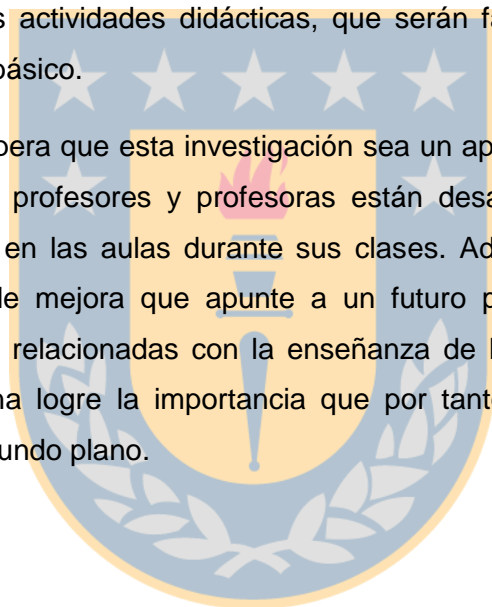 s actividades didácticas, que serán fa
básico.
pera que esta investigación sea un ap
profesores y profesoras están desa
en las aulas durante sus clases. Ad
de mejora que apunte a un futuro p
relacionadas con la enseñanza de l
na logre la importancia que por tant
undo plano.